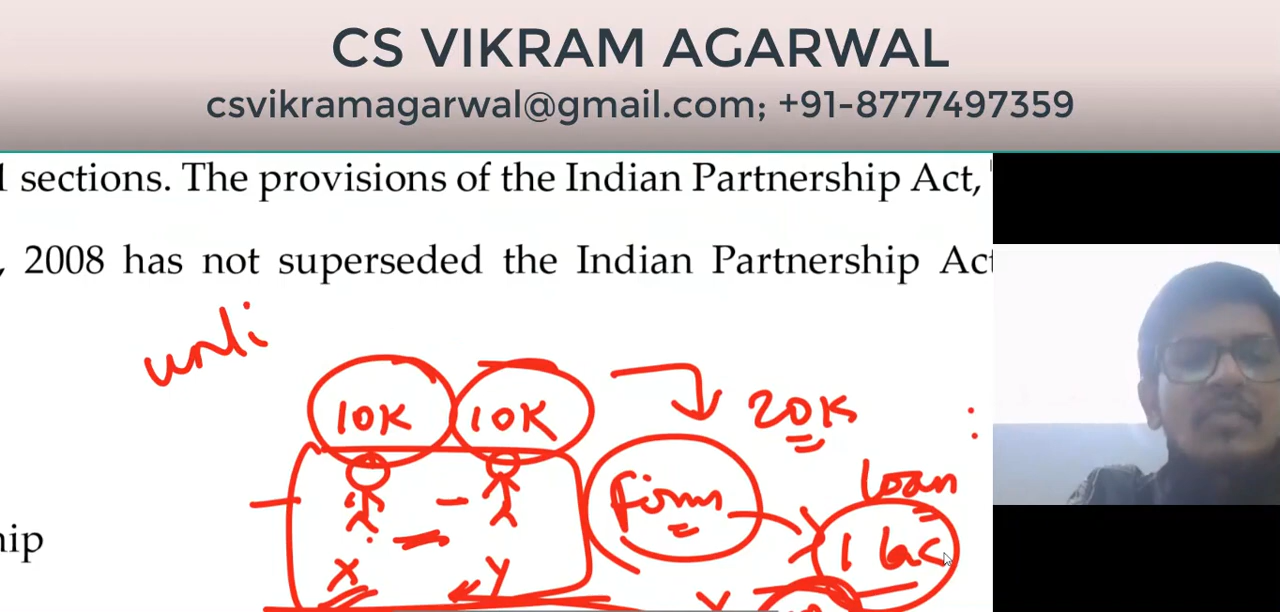 CS VIKRAM AGARWAL
csvikramagarwal@gmail.com; +91-8777497359
sections. The provisions of the Indian Partnership Act,
, 2008 has not superseded the Indian Partnership Act
unli
10K 10K 20K
loan
firm
1 lac
X Y